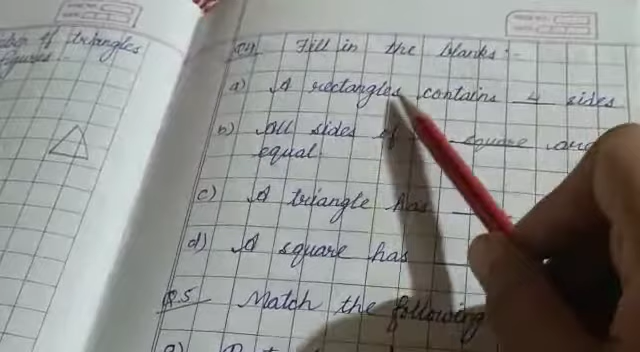 of triangles
figures
Q4 Fill in the blanks :-
a) A rectangles contains 4 sides
b) All sides of square are
equal.
c) A triangle has
d) A square has
Q.5 Match the following
a)